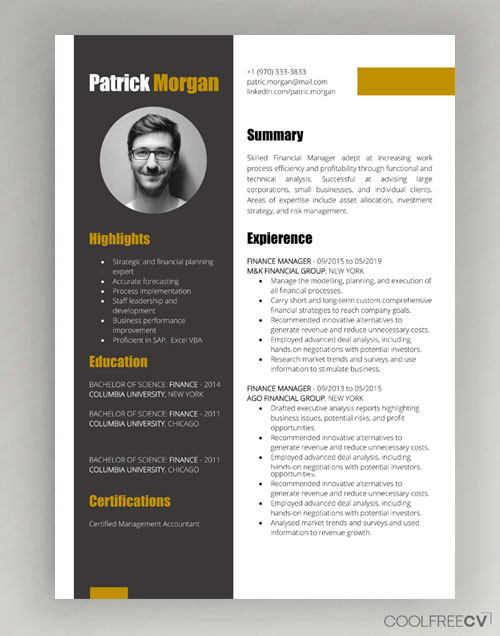 Patrick Morgan
Highlights
Strategic and financial planning
expert
Accurate forecasting
Process implementation
Staff leadership and
development
Business performance
improvement
Proficient in SAP, Excel VBA
Education
BACHELOR OF SCIENCE: FINANCE - 2014
COLUMBIA UNIVERSITY, NEW YORK
BACHELOR OF SCIENCE: FINANCE - 2011
COLUMBIA UNIVERSITY, CHICAGO
BACHELOR OF SCIENCE: FINANCE - 2011
COLUMBIA UNIVERSITY, CHICAGO
Certifications
Certified Management Accountant
+1 (970) 333-3833
patric.morgan@mail.com
linkedln.com/patric.morgan
Summary
Skilled Financial Manager adept at increasing work
process efficiency and profitability through functional and
technical analysis. Successful at advising large
corporations, small businesses, and individual clients.
Areas of expertise include asset allocation, investment
strategy, and risk management.
Expierence
FINANCE MANAGER - 09/2015 to 05/2019
M&K FINANCIAL GROUP, NEW YORK
Manage the modelling, planning, and execution of
all financial processes.
Carry short and long-term custom comprehensive
financial strategies to reach company goals.
Recommended innovative alternatives to
generate revenue and reduce unnecessary costs.
Employed advanced deal analysis, including
hands-on negotiations with potential investors.
Research market trends and surveys and use
information to stimulate business.
FINANCE MANAGER - 09/2013 to 05/2015
AGO FINANCIAL GROUP, NEW YORK
Drafted executive analysis reports highlighting
business issues, potential risks, and profit
opportunities.
Recommended innovative alternatives to
generate revenue and reduce unnecessary costs.
Employed advanced deal analysis, including
hands-on negotiations with potential investors.
opportunities.
Recommended innovative alternatives to
generate revenue and reduce unnecessary costs.
Employed advanced deal analysis, including
hands-on negotiations with potential investors.
Analysed market trends and surveys and used
information to revenue growth.
COOLFREECV